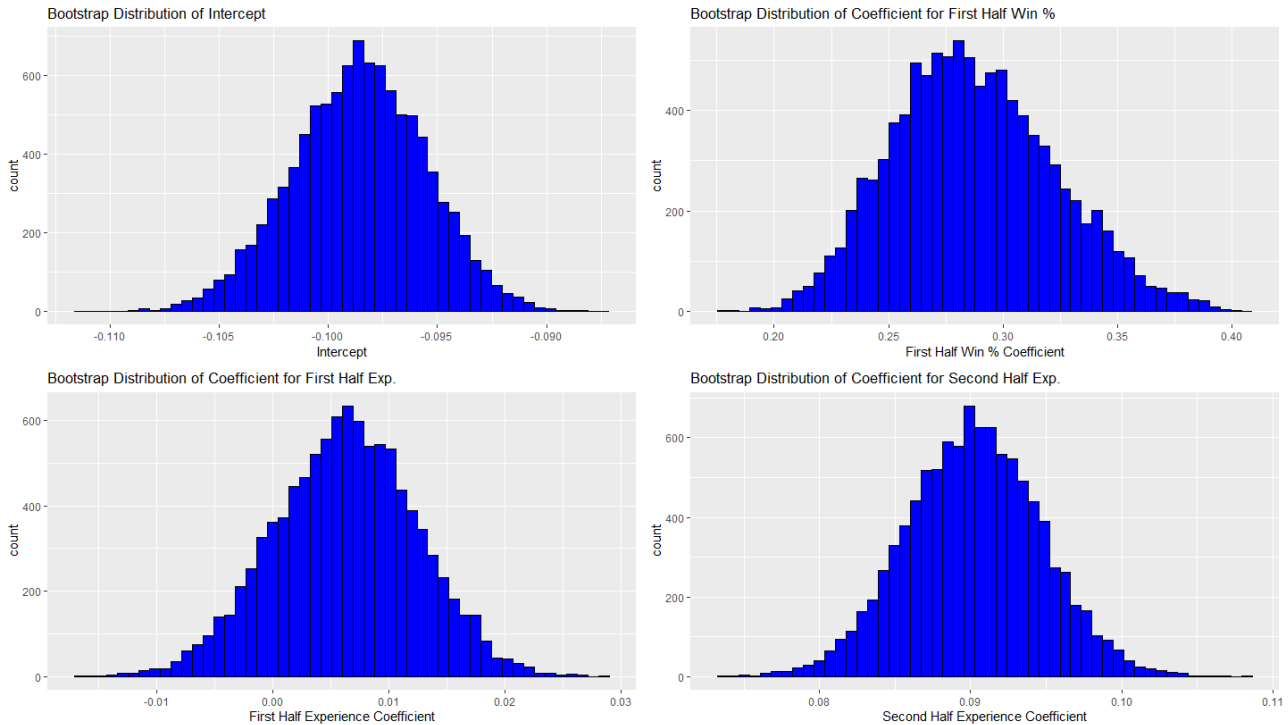 Bootstrap Distribution of Intercept
count
600
400
200
0
-0.110 -0.105 -0.100 -0.095 -0.090
Intercept
Bootstrap Distribution of Coefficient for First Half Win %
count
400
200
0
0.20 0.25 0.30 0.35 0.40
First Half Win % Coefficient
Bootstrap Distribution of Coefficient for First Half Exp.
count
600
400
200
0
-0.01 0.00 0.01 0.02 0.03
First Half Experience Coefficient
Bootstrap Distribution of Coefficient for Second Half Exp.
count
600
400
200
0
0.08 0.09 0.10 0.11
Second Half Experience Coefficient